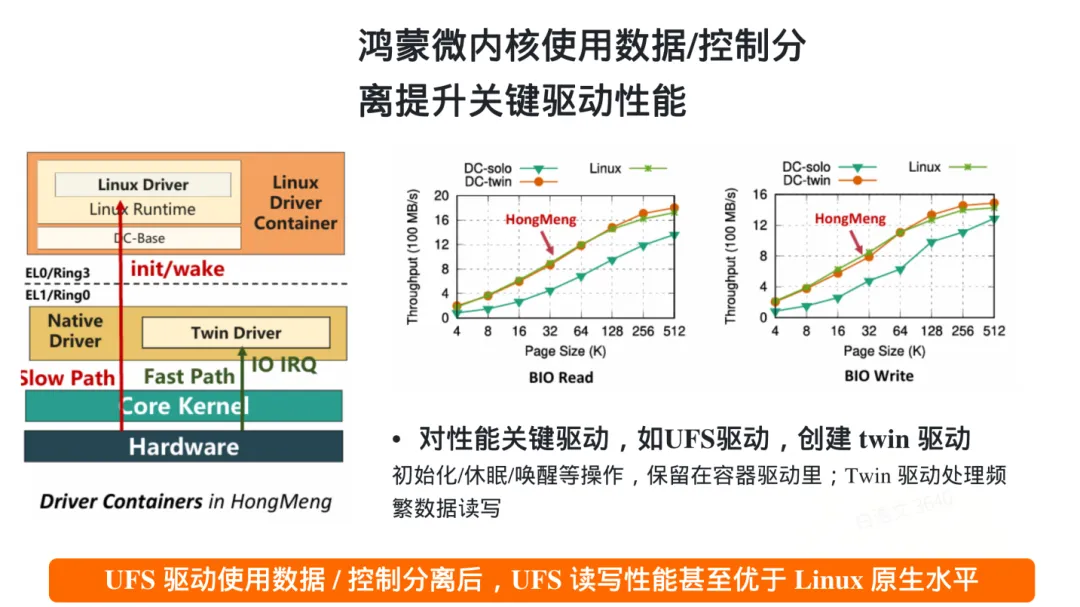 鸿蒙微内核使用数据/控制分
离提升关键驱动性能
Linux Driver
Linux Runtime
DC-Base
Linux
Driver
Container
init/wake
EL0/Ring3
EL1/Ring0
Native
Driver
Twin Driver
IO IRQ
Slow Path
Fast Path
Core Kernel
Hardware
Driver Containers in HongMeng
DC-solo
DC-twin
Linux
HongMeng
Throughput (100 MB/s)
20
16
12
8
4
0
4 8 16 32 64 128 256 512
Page Size (K)
BIO Read
DC-solo
DC-twin
Linux
HongMeng
Throughput (100 MB/s)
16
12
8
4
0
4 8 16 32 64 128 256 512
Page Size (K)
BIO Write
• 对性能关键驱动，如UFS驱动，创建 twin 驱动
初始化/休眠/唤醒等操作，保留在容器驱动里；Twin 驱动处理频
繁数据读写
UFS 驱动使用数据 / 控制分离后，UFS 读写性能甚至优于 Linux 原生水平